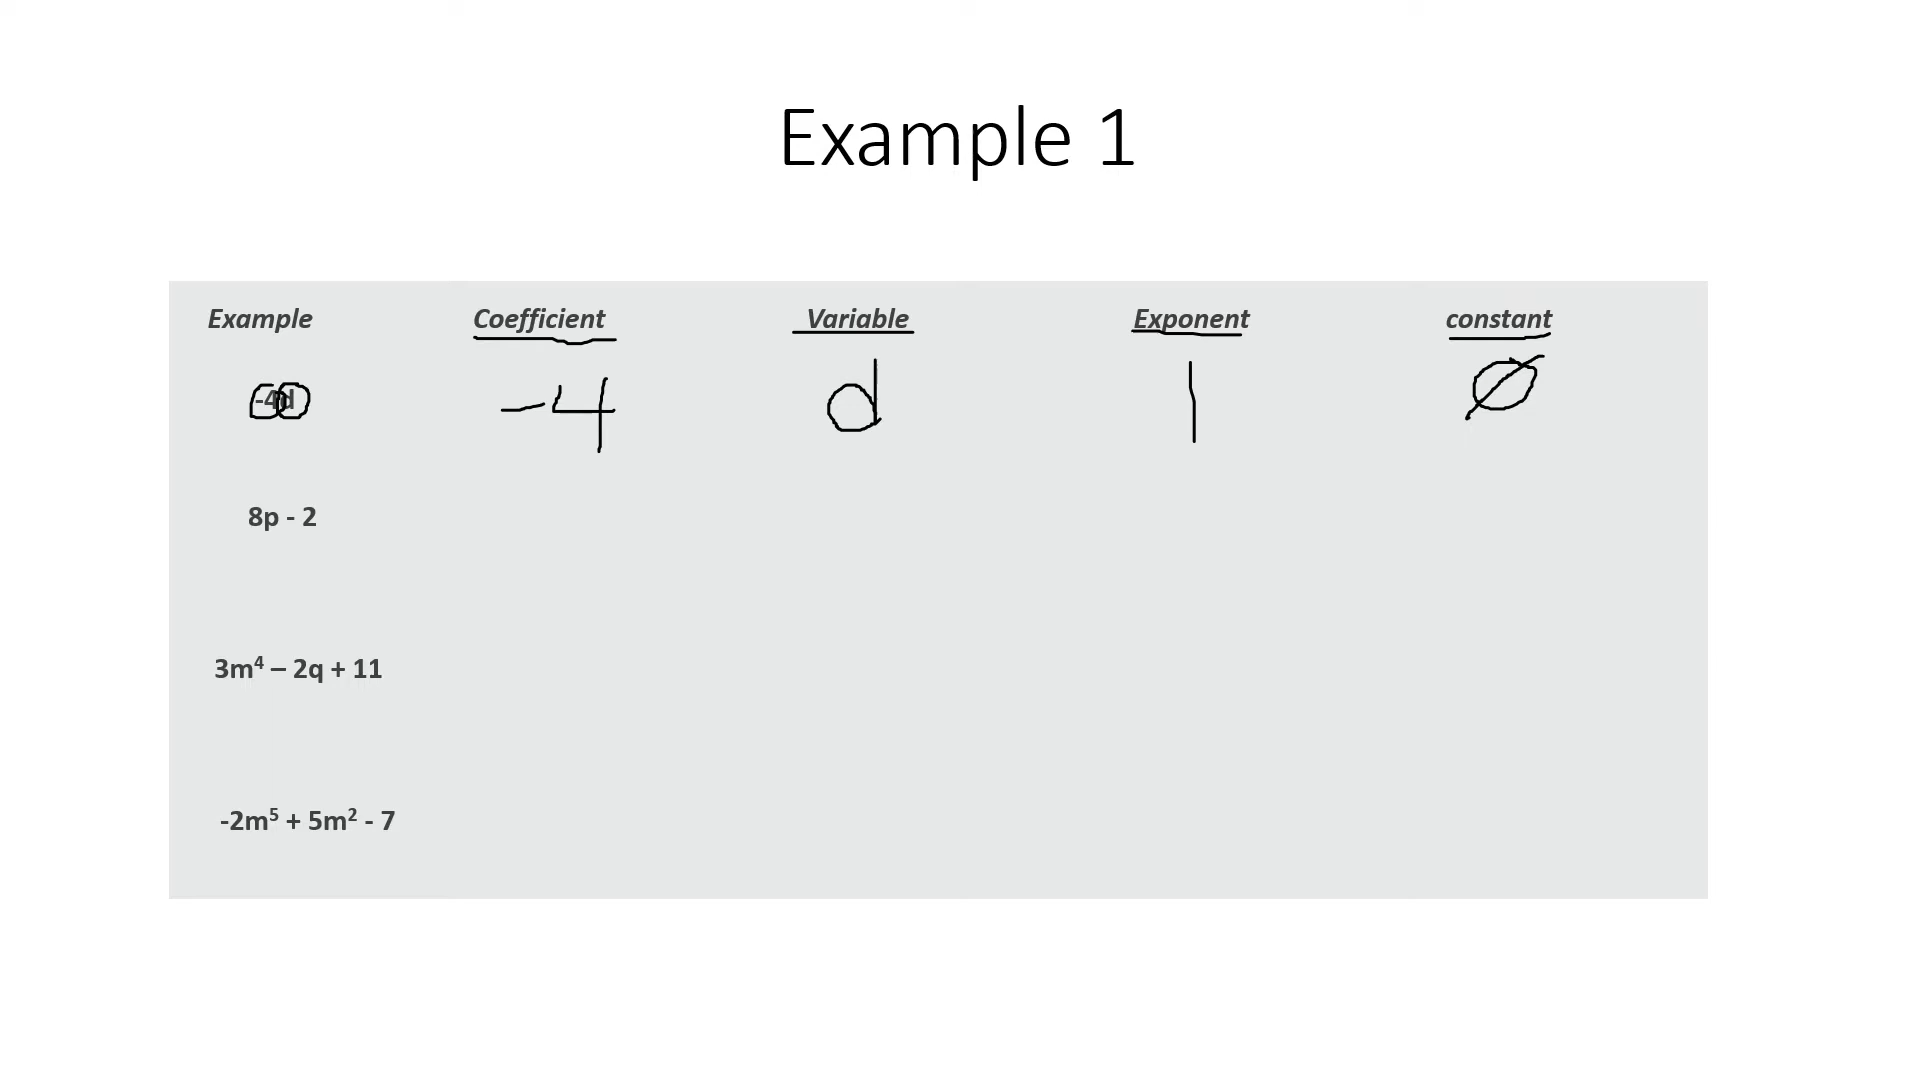 Example 1
Example Coefficient Variable Exponent constant
-4d -4 d 1 Ø
8p - 2
3m⁴ – 2q + 11
-2m⁵ + 5m² - 7